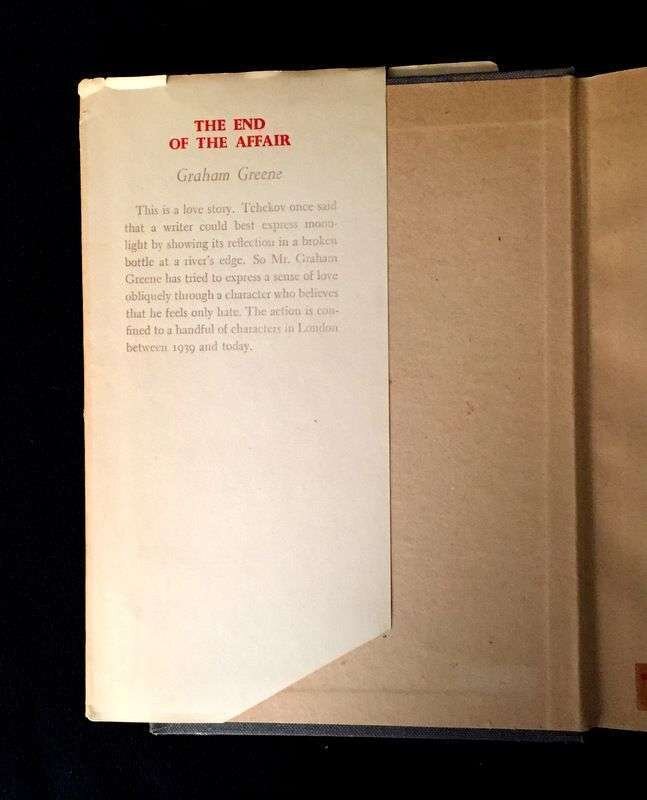 THE END
OF THE AFFAIR
Graham Greene
This is a love story. Tchekov once said
that a writer could best express moon-
light by showing its reflection in a broken
bottle at a river's edge. So Mr. Graham
Greene has tried to express a sense of love
obliquely through a character who believes
that he feels only hate. The action is con-
fined to a handful of characters in London
between 1939 and today.